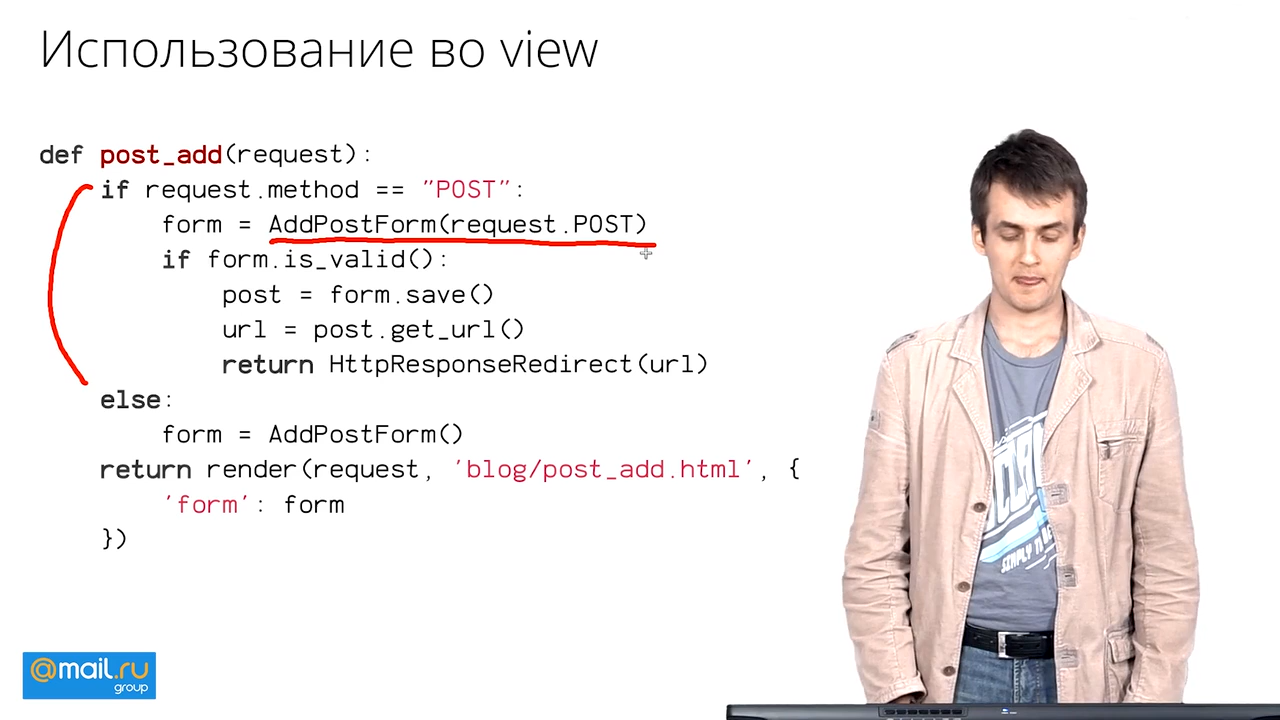 Использование во view
def post_add(request):
if request.method == "POST":
form = AddPostForm(request.POST)
if form.is_valid():
post = form.save()
url = post.get_url()
return HttpResponseRedirect(url)
else:
form = AddPostForm()
return render(request, 'blog/post_add.html', {
'form': form
})
@mail.ru
group